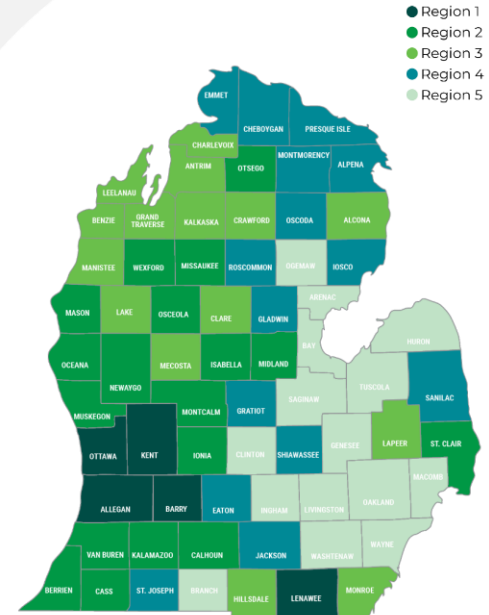 Region 1
Region 2
Region 3
Region 4
Region 5
EMMET
CHEBOYGAN
PRESQUE ISLE
CHARLEVOIX
ANTRIM
OTSEGO
MONTMORENCY
ALPENA
LEELANAU
BENZIE
GRAND
TRAVERSE
KALKASKA
CRAWFORD
OSCODA
ALCONA
MANISTEE
WEXFORD
MISSAUKEE
ROSCOMMON
OGEMAW
IOSCO
ARENAC
MASON
LAKE
OSCEOLA
CLARE
GLADWIN
BAY
HURON
OCEANA
NEWAYGO
MECOSTA
ISABELLA
MIDLAND
TUSCOLA
SANILAC
MUSKEGON
MONTCALM
GRATIOT
SAGINAW
OTTAWA
KENT
IONIA
CLINTON
SHIAWASSEE
GENESEE
LAPEER
ST. CLAIR
ALLEGAN
BARRY
EATON
INGHAM
LIVINGSTON
OAKLAND
MACOMB
VAN BUREN
KALAMAZOO
CALHOUN
JACKSON
WASHTENAW
WAYNE
BERRIEN
CASS
ST. JOSEPH
BRANCH
HILLSDALE
LENAWEE
MONROE